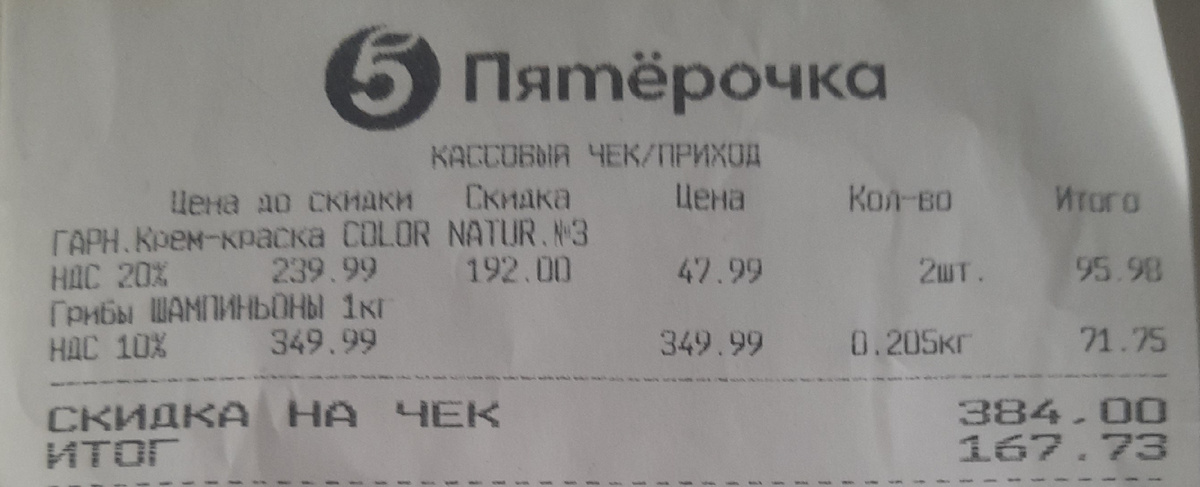 5 Пятёрочка
КАССОВЫЙ ЧЕК/ПРИХОД
Цена до скидки Скидка Цена Кол-во Итого
ГАРН.Крем-краска COLOR NATUR.№3
НДС 20% 239.99 192.00 47.99 2шт. 95.98
Грибы ШАМПИНЬОНЫ 1кг
НДС 10% 349.99 349.99 0.205кг 71.75
СКИДКА НА ЧЕК 384.00
ИТОГ 167.73